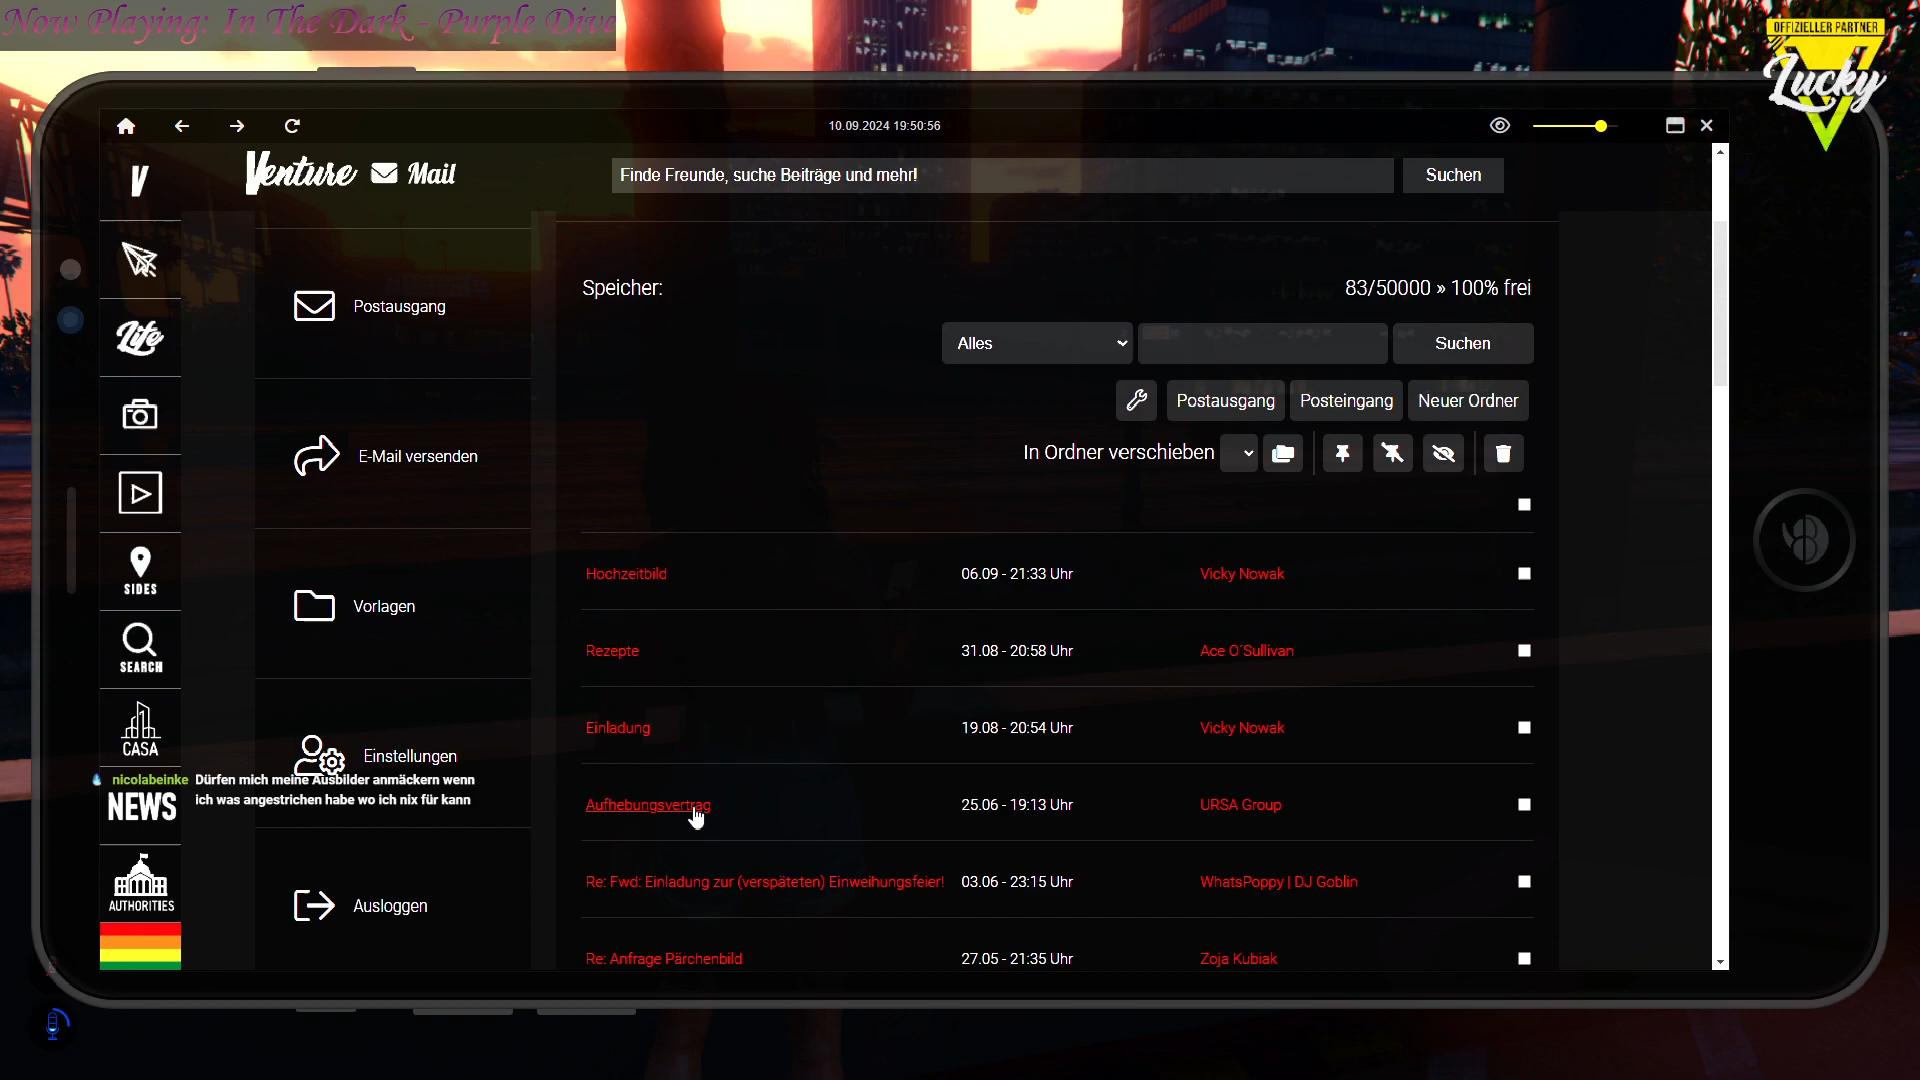 Now Playing: In The Dark - Purple Dive
OFFIZIELLER PARTNER
Lucky V
10.09.2024 19:50:56
V
Venture Mail
Finde Freunde, suche Beiträge und mehr!
Suchen
Life
SIDES
SEARCH
CASA
NEWS
AUTHORITIES
Postausgang
E-Mail versenden
Vorlagen
Einstellungen
Ausloggen
nicolabeinke Dürfen mich meine Ausbilder anmäckern wenn
ich was angestrichen habe wo ich nix für kann
Speicher: 83/50000 » 100% frei
Alles Suchen
Postausgang Posteingang Neuer Ordner
In Ordner verschieben
Hochzeitbild 06.09 - 21:33 Uhr Vicky Nowak
Rezepte 31.08 - 20:58 Uhr Ace O´Sullivan
Einladung 19.08 - 20:54 Uhr Vicky Nowak
Aufhebungsvertrag 25.06 - 19:13 Uhr URSA Group
Re: Fwd: Einladung zur (verspäteten) Einweihungsfeier! 03.06 - 23:15 Uhr WhatsPoppy | DJ Goblin
Re: Anfrage Pärchenbild 27.05 - 21:35 Uhr Zoja Kubiak